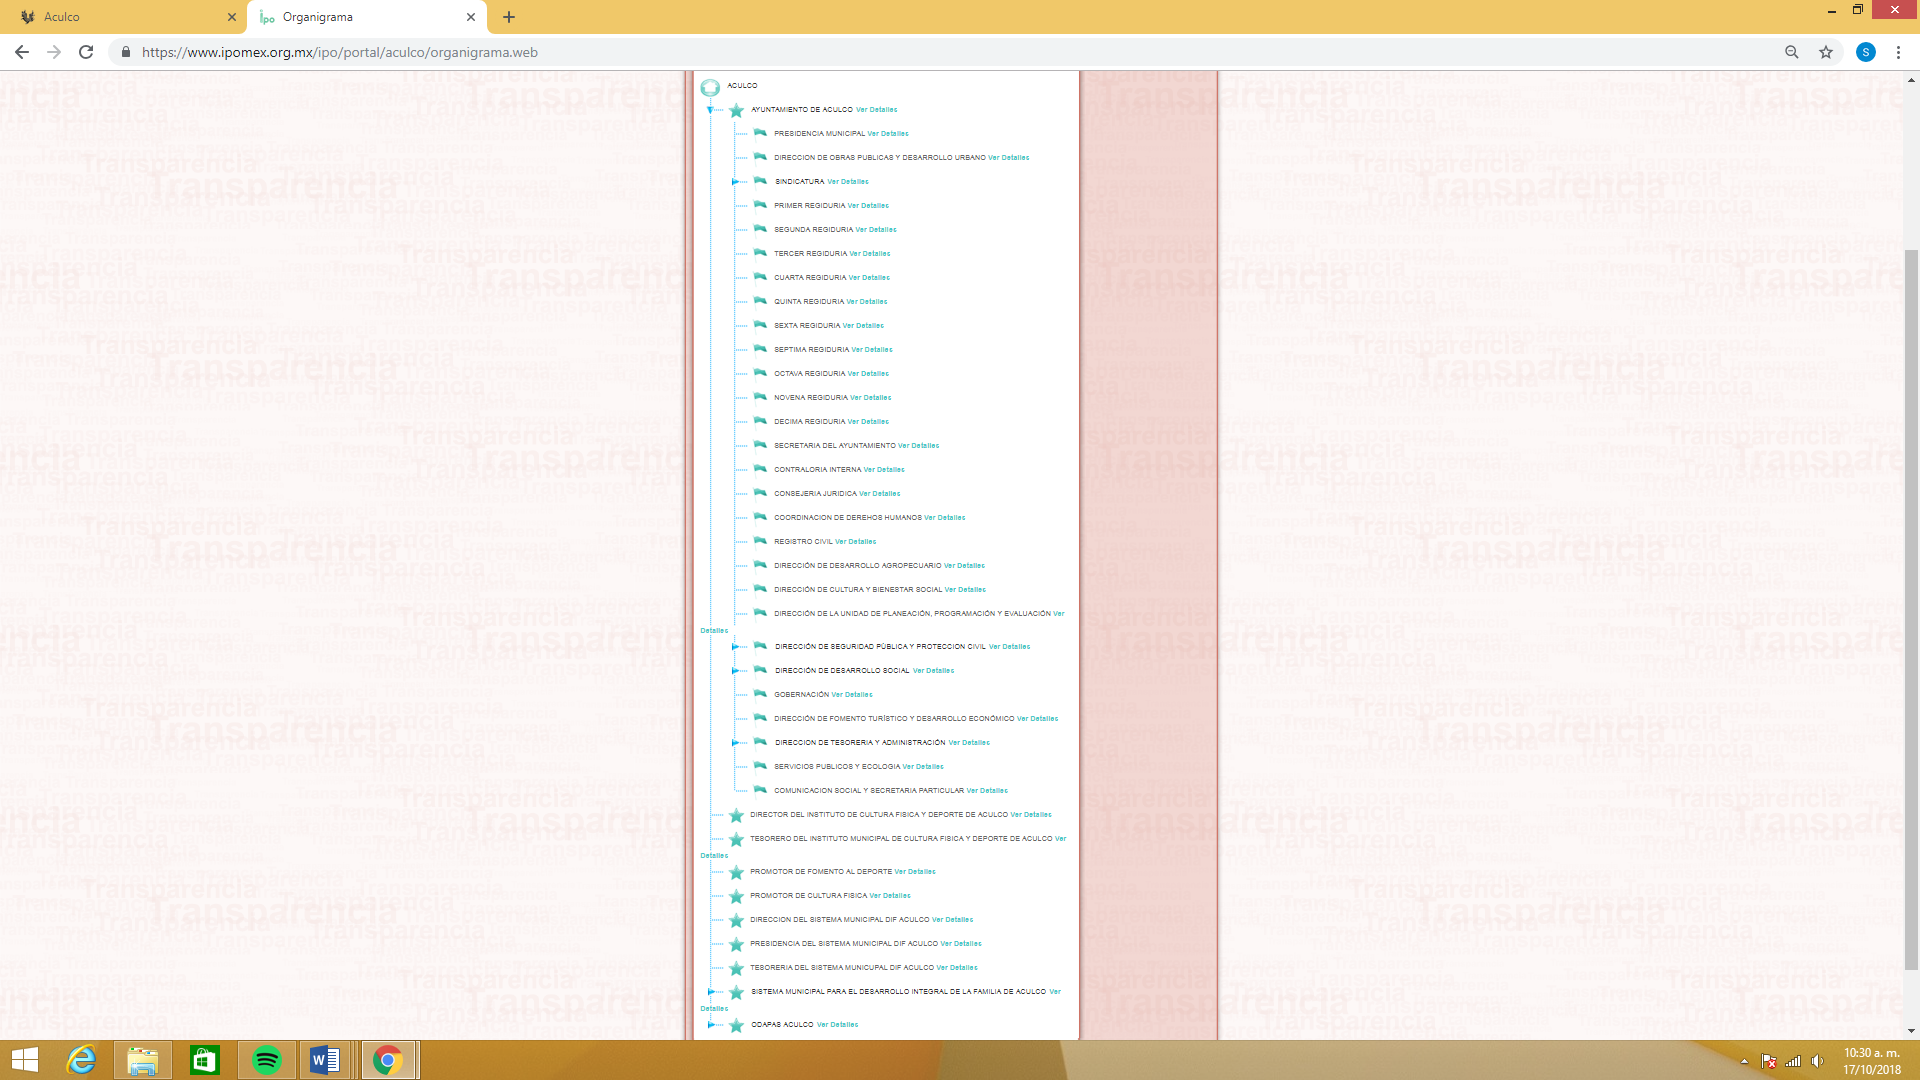 Aculco
ipo Organigrama
https://www.ipomex.org.mx/ipo/portal/aculco/organigrama.web
S
ACULCO
AYUNTAMIENTO DE ACULCO Ver Detalles
PRESIDENCIA MUNICIPAL Ver Detalles
DIRECCION DE OBRAS PUBLICAS Y DESARROLLO URBANO Ver Detalles
SINDICATURA Ver Detalles
PRIMER REGIDURIA Ver Detalles
SEGUNDA REGIDURIA Ver Detalles
TERCER REGIDURIA Ver Detalles
CUARTA REGIDURIA Ver Detalles
QUINTA REGIDURIA Ver Detalles
SEXTA REGIDURIA Ver Detalles
SEPTIMA REGIDURIA Ver Detalles
OCTAVA REGIDURIA Ver Detalles
NOVENA REGIDURIA Ver Detalles
DECIMA REGIDURIA Ver Detalles
SECRETARIA DEL AYUNTAMIENTO Ver Detalles
CONTRALORIA INTERNA Ver Detalles
CONSEJERIA JURIDICA Ver Detalles
COORDINACION DE DEREHOS HUMANOS Ver Detalles
REGISTRO CIVIL Ver Detalles
DIRECCIÓN DE DESARROLLO AGROPECUARIO Ver Detalles
DIRECCIÓN DE CULTURA Y BIENESTAR SOCIAL Ver Detalles
DIRECCIÓN DE LA UNIDAD DE PLANEACIÓN, PROGRAMACIÓN Y EVALUACIÓN Ver
Detalles
DIRECCIÓN DE SEGURIDAD PÚBLICA Y PROTECCION CIVIL Ver Detalles
DIRECCIÓN DE DESARROLLO SOCIAL Ver Detalles
GOBERNACIÓN Ver Detalles
DIRECCIÓN DE FOMENTO TURÍSTICO Y DESARROLLO ECONÓMICO Ver Detalles
DIRECCION DE TESORERIA Y ADMINISTRACIÓN Ver Detalles
SERVICIOS PUBLICOS Y ECOLOGIA Ver Detalles
COMUNICACION SOCIAL Y SECRETARIA PARTICULAR Ver Detalles
DIRECTOR DEL INSTITUTO DE CULTURA FISICA Y DEPORTE DE ACULCO Ver Detalles
TESORERO DEL INSTITUTO MUNICIPAL DE CULTURA FISICA Y DEPORTE DE ACULCO Ver
Detalles
PROMOTOR DE FOMENTO AL DEPORTE Ver Detalles
PROMOTOR DE CULTURA FISICA Ver Detalles
DIRECCION DEL SISTEMA MUNICIPAL DIF ACULCO Ver Detalles
PRESIDENCIA DEL SISTEMA MUNICIPAL DIF ACULCO Ver Detalles
TESORERIA DEL SISTEMA MUNICUPAL DIF ACULCO Ver Detalles
SISTEMA MUNICIPAL PARA EL DESARROLLO INTEGRAL DE LA FAMILIA DE ACULCO Ver
Detalles
ODAPAS ACULCO Ver Detalles
10:30 a. m.
17/10/2018